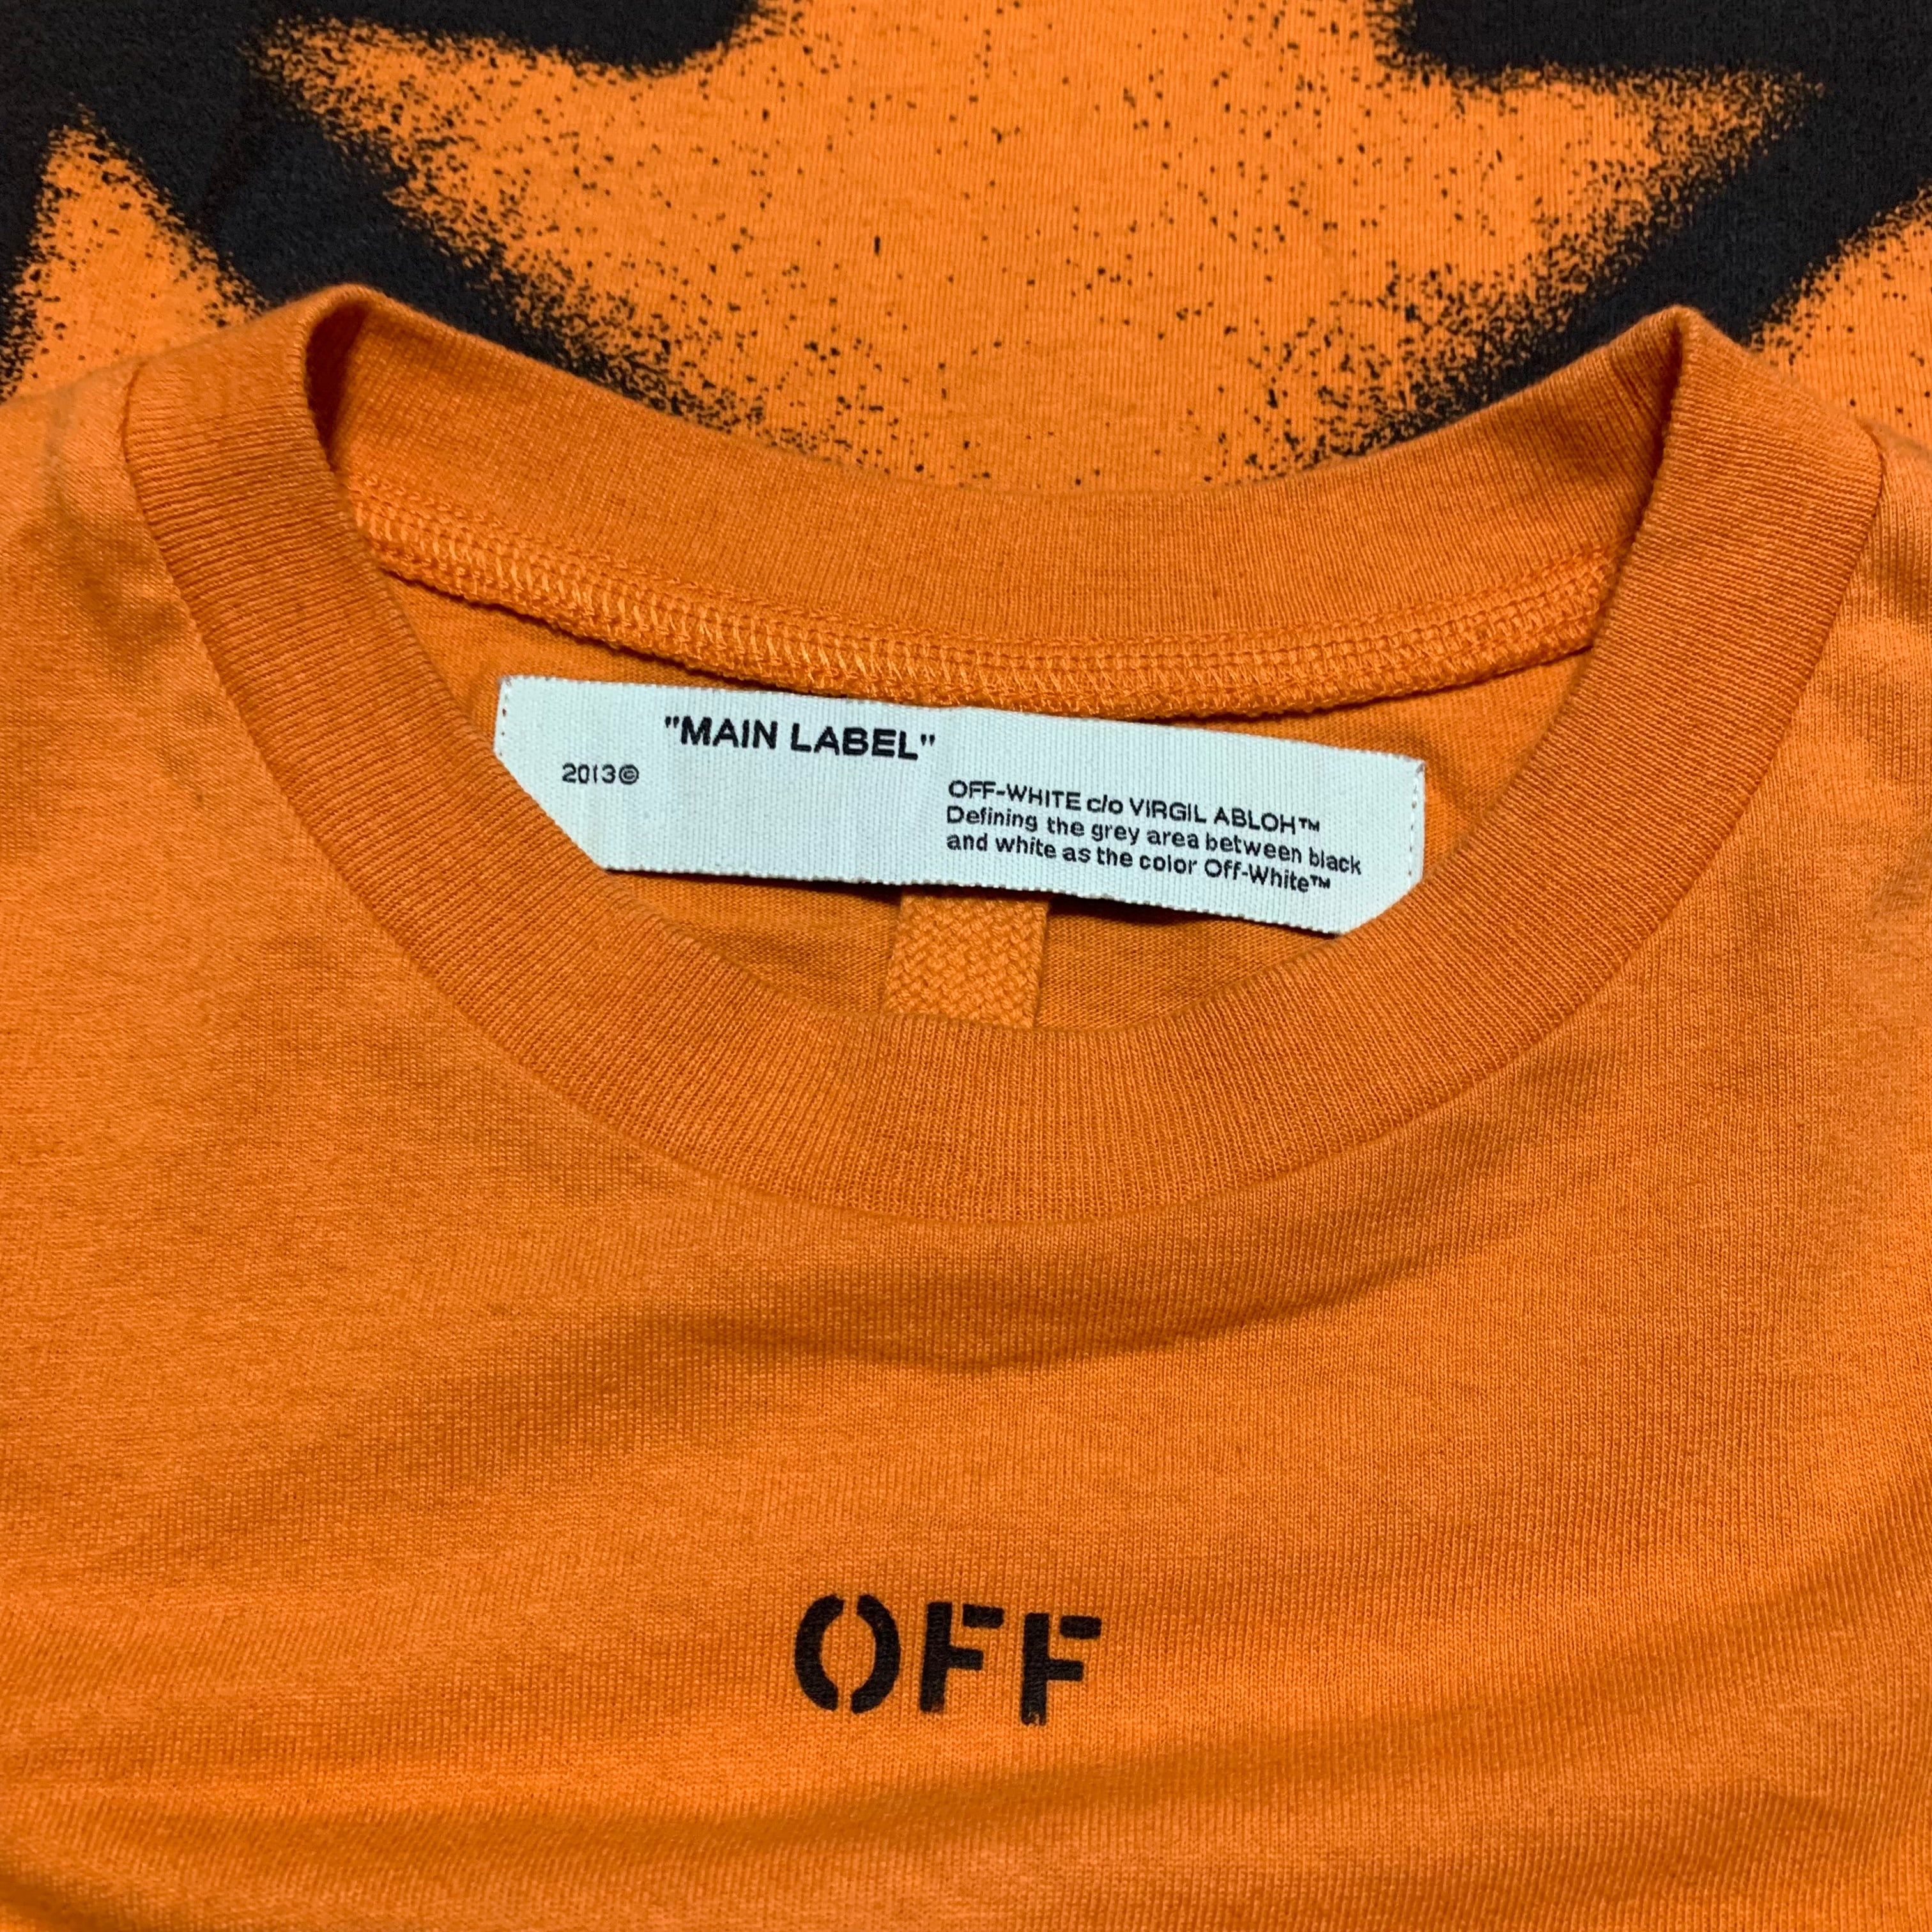 "MAIN LABEL"
2013©
OFF-WHITE c/o VIRGIL ABLOH™
Defining the grey area between black
and white as the color Off-White™
OFF